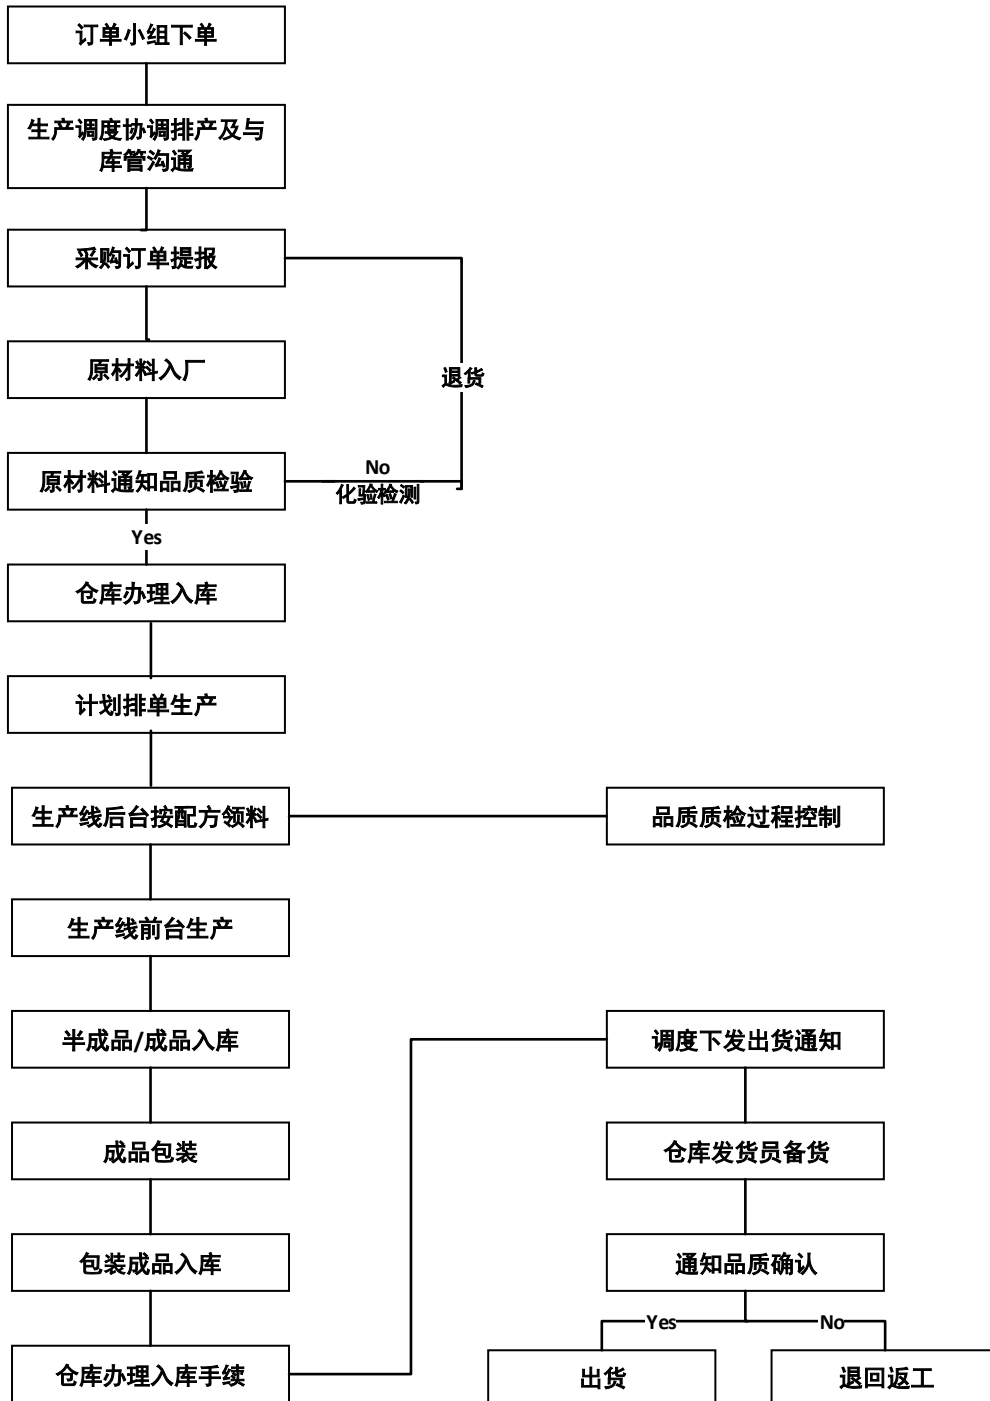 订单小组下单
生产调度协调排产及与
库管沟通
采购订单提报
原材料入厂
退货
原材料通知品质检验
No
化验检测
Yes
仓库办理入库
计划排单生产
生产线后台按配方领料
品质质检过程控制
生产线前台生产
半成品/成品入库
调度下发出货通知
成品包装
仓库发货员备货
包装成品入库
通知品质确认
Yes
No
仓库办理入库手续
出货
退回返工